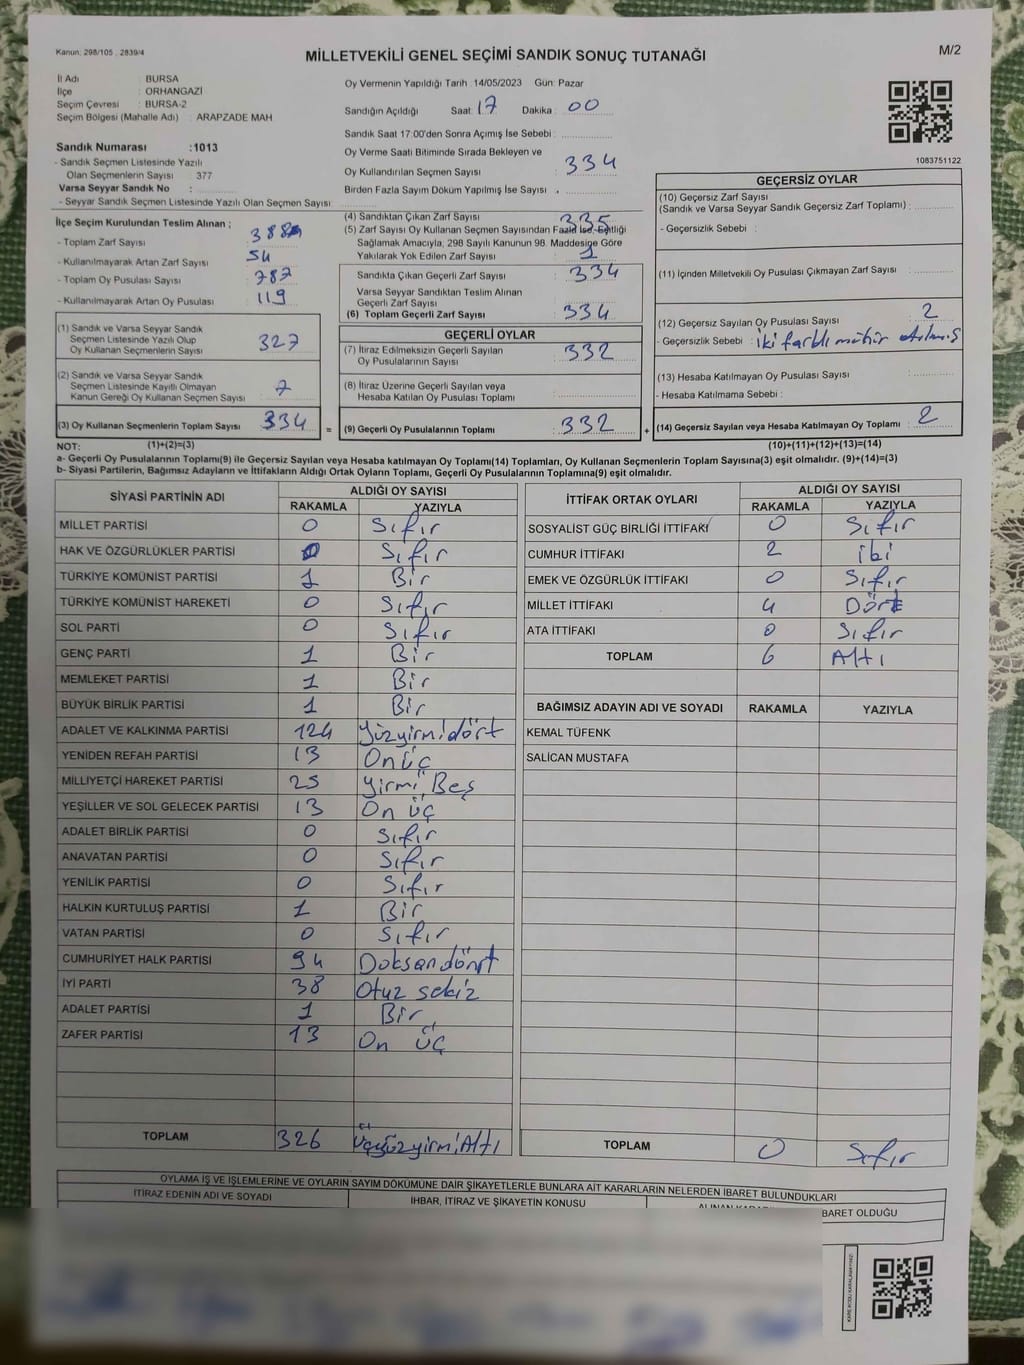 Kanun: 298/105 2839/4
MİLLETVEKİLİ GENEL SEÇİMİ SANDIK SONUÇ TUTANAĞI
M/2
İl Adı : BURSA
İlçe : ORHANGAZİ
Seçim Çevresi : BURSA-2
Seçim Bölgesi (Mahalle Adı) : ARAPZADE MAH
Sandık Numarası :1013
- Sandık Seçmen Listesinde Yazılı
Olan Seçmenlerin Sayısı : 377
Varsa Seyyar Sandık No :
- Seyyar Sandık Seçmen Listesinde Yazılı Olan Seçmen Sayısı:
Oy Vermenin Yapıldığı Tarih :14/05/2023 Gün: Pazar
Sandığın Açıldığı Saat: 17 Dakika : 00
Sandık Saat 17.00'den Sonra Açımış İse Sebebi :
Oy Verme Saati Bitiminde Sırada Bekleyen ve
Oy Kullandırılan Seçmen Sayısı : 334
Birden Fazla Sayım Döküm Yapılmış İse Sayısı
1083751122
İlçe Seçim Kurulundan Teslim Alınan ;
- Toplam Zarf Sayısı : 388
- Kullanılmayarak Artan Zarf Sayısı : 54
- Toplam Oy Pusulası Sayısı : 787
- Kullanılmayarak Artan Oy Pusulası : 119
(4) Sandıktan Çıkan Zarf Sayısı 335
(5) Zarf Sayısı Oy Kullanan Seçmen Sayısından Fazla İse, Eşitliği
Sağlamak Amacıyla, 298 Sayılı Kanunun 98. Maddesine Göre
Yakılarak Yok Edilen Zarf Sayısı : 1
Sandıkta Çıkan Geçerli Zarf Sayısı : 334
Varsa Seyyar Sandıktan Teslim Alınan
Geçerli Zarf Sayısı :
(6) Toplam Geçerli Zarf Sayısı : 334
GEÇERSİZ OYLAR
(10) Geçersiz Zarf Sayısı
(Sandık ve Varsa Seyyar Sandık Geçersiz Zarf Toplamı) :
- Geçersizlik Sebebi :
(11) İçinden Milletvekili Oy Pusulası Çıkmayan Zarf Sayısı :
(12) Geçersiz Sayılan Oy Pusulası Sayısı : 2
- Geçersizlik Sebebi : iki farklı mühür
(13) Hesaba Katılmayan Oy Pusulası Sayısı :
- Hesaba Katılmama Sebebi :
(14) Geçersiz Sayılan veya Hesaba Katılmayan Oy Toplamı : 2
(1) Sandık ve Varsa Seyyar Sandık
Seçmen Listesinde Yazılı Olup
Oy Kullanan Seçmenlerin Sayısı : 327
(2) Sandık ve Varsa Seyyar Sandık
Seçmen Listesinde Kayıtlı Olmayan
Kanun Gereği Oy Kullanan Seçmen Sayısı : 7
(3) Oy Kullanan Seçmenlerin Toplam Sayısı : 334
GEÇERLİ OYLAR
(7) İtiraz Edilmeksizin Geçerli Sayılan
Oy Pusulalarının Sayısı : 332
(8) İtiraz Üzerine Geçerli Sayılan veya
Hesaba Katılan Oy Pusulası Toplamı :
= (9) Geçerli Oy Pusulalarının Toplamı : 332 +
NOT: (1)+(2)=(3) (10)+(11)+(12)+(13)=(14)
a- Geçerli Oy Pusulalarının Toplamı(9) ile Geçersiz Sayılan veya Hesaba katılmayan Oy Toplamı(14) Toplamları, Oy Kullanan Seçmenlerin Toplam Sayısına(3) eşit olmalıdır. (9)+(14)=(3)
b- Siyasi Partilerin, Bağımsız Adayların ve İttifakların Aldığı Ortak Oyların Toplamı, Geçerli Oy Pusulalarının Toplamına(9) eşit olmalıdır.
SİYASİ PARTİNİN ADI ALDIĞI OY SAYISI
RAKAMLA YAZIYLA
MİLLET PARTİSİ 0 Sıfır
HAK VE ÖZGÜRLÜKLER PARTİSİ 0 Sıfır
TÜRKİYE KOMÜNİST PARTİSİ 1 Bir
TÜRKİYE KOMÜNİST HAREKETİ 0 Sıfır
SOL PARTİ 0 Sıfır
GENÇ PARTİ 1 Bir
MEMLEKET PARTİSİ 1 Bir
BÜYÜK BİRLİK PARTİSİ 1 Bir
ADALET VE KALKINMA PARTİSİ 124 Yüzyirmidört
YENİDEN REFAH PARTİSİ 13 Onüç
MİLLİYETÇİ HAREKET PARTİSİ 25 Yirmi Beş
YEŞİLLER VE SOL GELECEK PARTİSİ 13 On üç
ADALET BİRLİK PARTİSİ 0 Sıfır
ANAVATAN PARTİSİ 0 Sıfır
YENİLİK PARTİSİ 0 Sıfır
HALKIN KURTULUŞ PARTİSİ 1 Bir
VATAN PARTİSİ 0 Sıfır
CUMHURİYET HALK PARTİSİ 94 Doksandört
İYİ PARTİ 38 Otuz sekiz
ADALET PARTİSİ 1 Bir
ZAFER PARTİSİ 13 On üç
TOPLAM 326 ÜçyüzyirmiAltı
İTTİFAK ORTAK OYLARI ALDIĞI OY SAYISI
RAKAMLA YAZIYLA
SOSYALİST GÜÇ BİRLİĞİ İTTİFAKI 0 Sıfır
CUMHUR İTTİFAKI 2 iki
EMEK VE ÖZGÜRLÜK İTTİFAKI 0 Sıfır
MİLLET İTTİFAKI 4 Dört
ATA İTTİFAKI 0 Sıfır
TOPLAM 6 Altı
BAĞIMSIZ ADAYIN ADI VE SOYADI RAKAMLA YAZIYLA
KEMAL TÜFENK
SALİCAN MUSTAFA
TOPLAM 0 Sıfır
OYLAMA İŞ VE İŞLEMLERİNE VE OYLARIN SAYIM DÖKÜMÜNE DAİR ŞİKAYETLERLE BUNLARA AİT KARARLARIN NELERDEN İBARET BULUNDUKLARI
İTİRAZ EDENİN ADI VE SOYADI İHBAR, İTİRAZ VE ŞİKAYETİN KONUSU BARET OLDUĞU